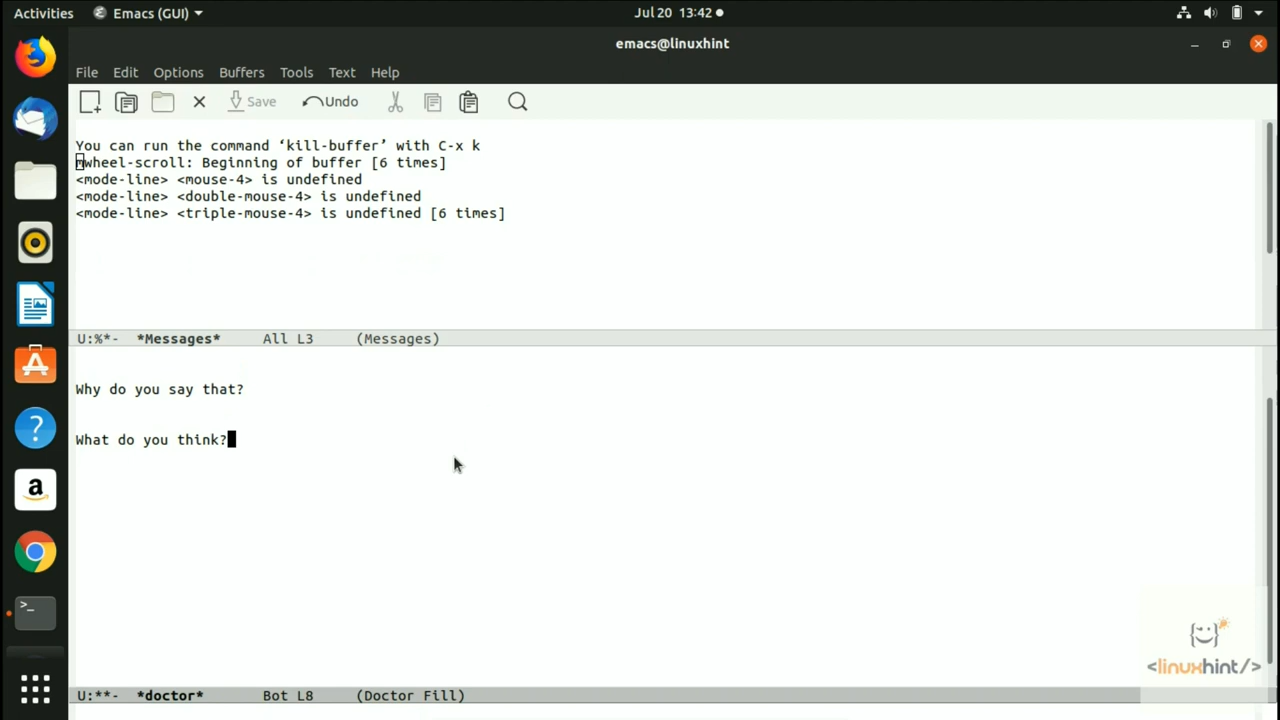 Activities Emacs (GUI) Jul 20 13:42
emacs@linuxhint
File Edit Options Buffers Tools Text Help
Save Undo
You can run the command ‘kill-buffer’ with C-x k
mwheel-scroll: Beginning of buffer [6 times]
<mode-line> <mouse-4> is undefined
<mode-line> <double-mouse-4> is undefined
<mode-line> <triple-mouse-4> is undefined [6 times]
U:%*- *Messages* All L3 (Messages)
Why do you say that?
What do you think?
U:**- *doctor* Bot L8 (Doctor Fill)
<linuxhint/>